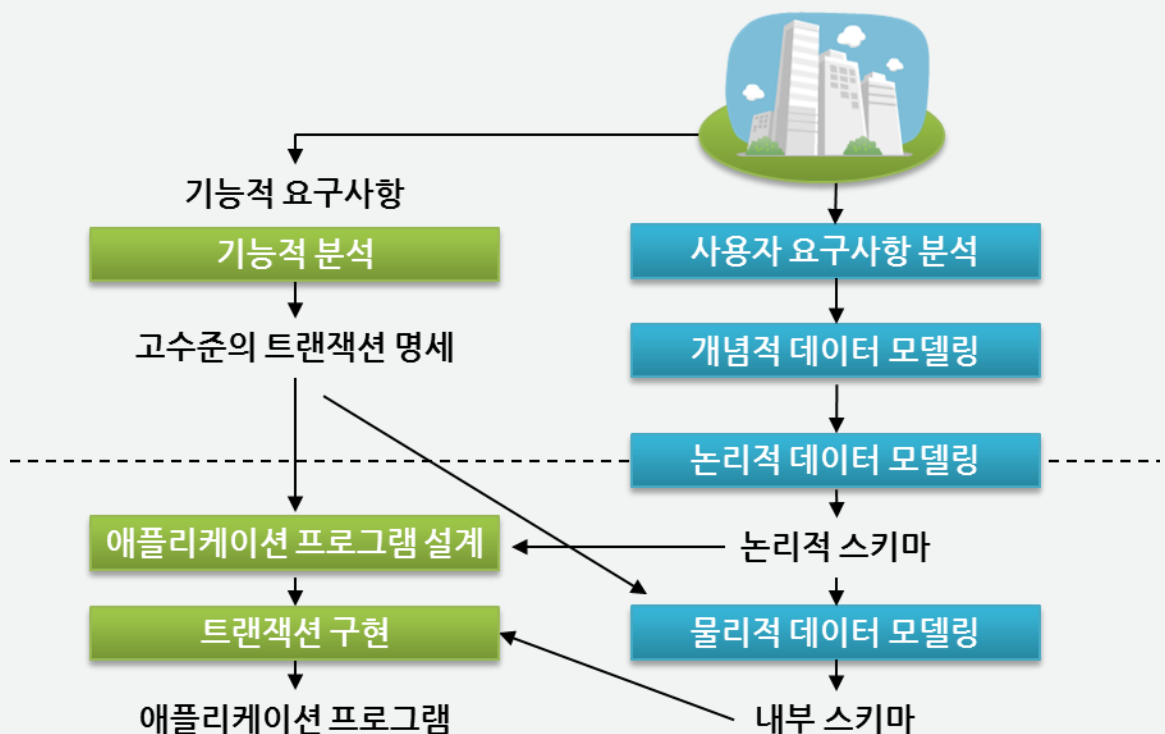 기능적 요구사항
기능적 분석
사용자 요구사항 분석
고수준의 트랜잭션 명세
개념적 데이터 모델링
논리적 데이터 모델링
애플리케이션 프로그램 설계
논리적 스키마
트랜잭션 구현
물리적 데이터 모델링
애플리케이션 프로그램
내부 스키마